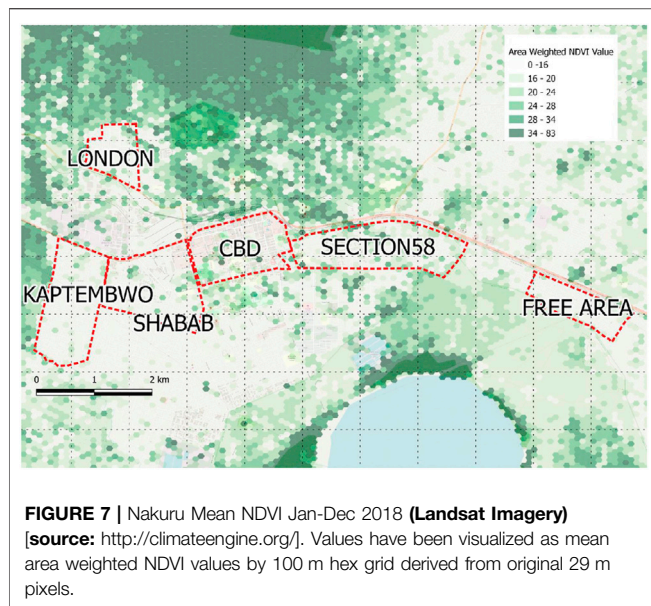 Area Weighted NDVI Value
0 -16
16 - 20
20 - 24
24 - 28
28 - 34
34 - 83
LONDON
CBD
SECTION58
KAPTEMBWO
SHABAB
FREE AREA
0 1 2 km
FIGURE 7 | Nakuru Mean NDVI Jan-Dec 2018 (Landsat Imagery)
[source: http://climateengine.org/]. Values have been visualized as mean
area weighted NDVI values by 100 m hex grid derived from original 29 m
pixels.